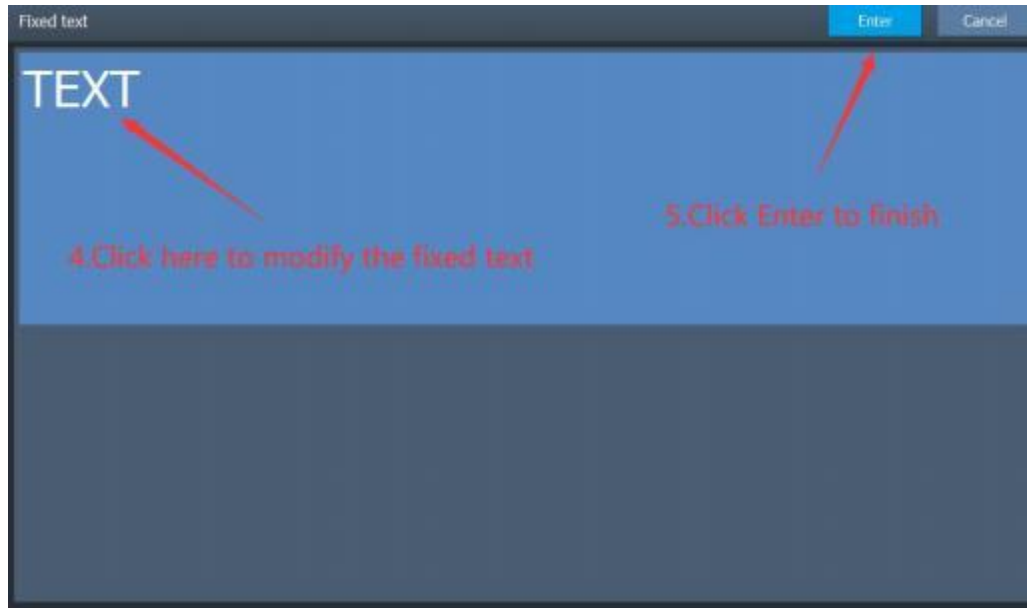 Fixed text
Enter
Cancel
TEXT
5.Click Enter to finish
4.Click here to modify the fixed text